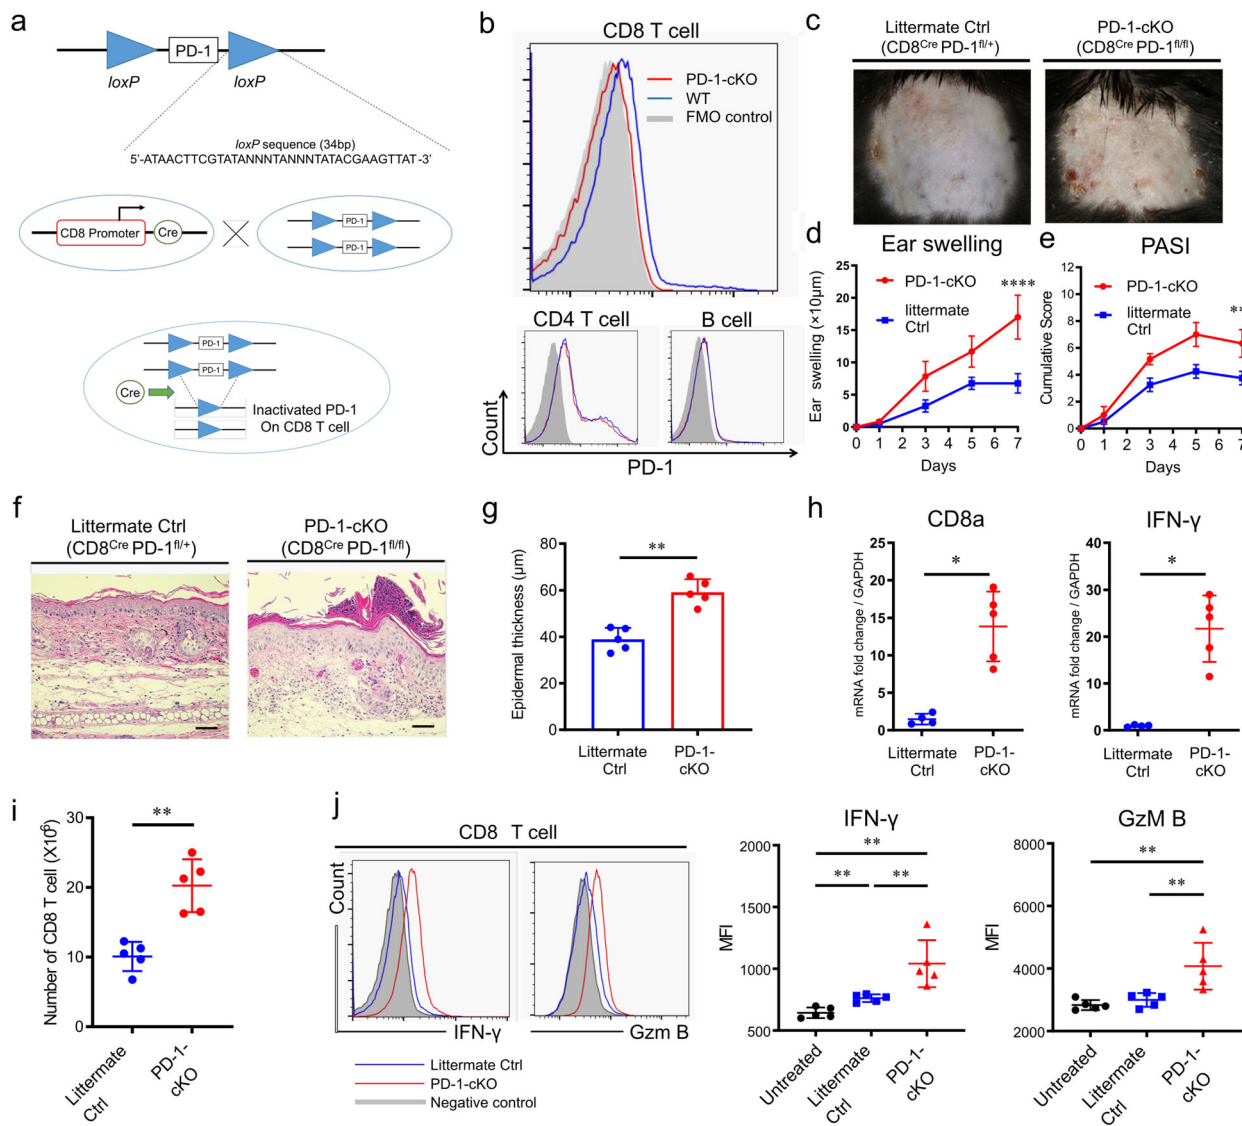 a
PD-1
loxP
loxP
loxP sequence (34bp)
5'-ATAACTTCGTATANNNTANNNTATACGAAGTTAT-3'
CD8 Promoter
Cre
PD-1
PD-1
PD-1
PD-1
Cre
Inactivated PD-1
On CD8 T cell
b
CD8 T cell
PD-1-cKO
WT
FMO control
CD4 T cell
B cell
Count
PD-1
c
Littermate Ctrl
(CD8Cre PD-1fl/+)
PD-1-cKO
(CD8Cre PD-1fl/fl)
d
Ear swelling
Ear swelling (×10μm)
25
20
15
10
5
0
PD-1-cKO
littermate
Ctrl
****
0 1 3 5 7
Days
e
PASI
Cumulative Score
12
10
8
6
4
2
0
PD-1-cKO
littermate
Ctrl
**
0 1 3 5 7
Days
f
Littermate Ctrl
(CD8Cre PD-1fl/+)
PD-1-cKO
(CD8Cre PD-1fl/fl)
g
Epidermal thickness (μm)
80
60
40
20
0
**
Littermate
Ctrl
PD-1-
cKO
h
CD8a
mRNA fold change / GAPDH
25
20
15
10
5
0
*
Littermate
Ctrl
PD-1-
cKO
IFN-γ
mRNA fold change / GAPDH
40
30
20
10
0
*
Littermate
Ctrl
PD-1-
cKO
i
Number of CD8 T cell (X10⁶)
30
20
10
0
**
Littermate
Ctrl
PD-1-
cKO
j
CD8 T cell
Count
IFN-γ
Gzm B
Littermate Ctrl
PD-1-cKO
Negative control
IFN-γ
MFI
2000
1500
1000
500
**
** **
Untreated
Littermate
Ctrl
PD-1-
cKO
GzM B
MFI
8000
6000
4000
2000
**
**
Untreated
Littermate
Ctrl
PD-1-
cKO